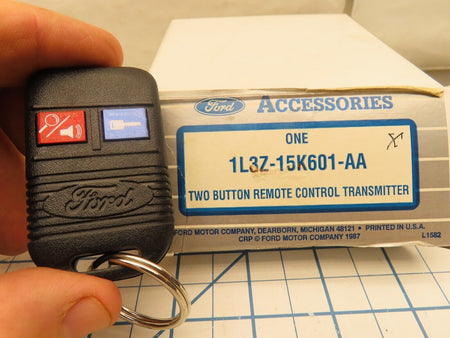 Ford
Ford ACCESSORIES
ONE
1L3Z-15K601-AA
TWO BUTTON REMOTE CONTROL TRANSMITTER
FORD MOTOR COMPANY, DEARBORN, MICHIGAN 48121 • PRINTED IN U.S.A.
CRP © FORD MOTOR COMPANY 1987 L1582